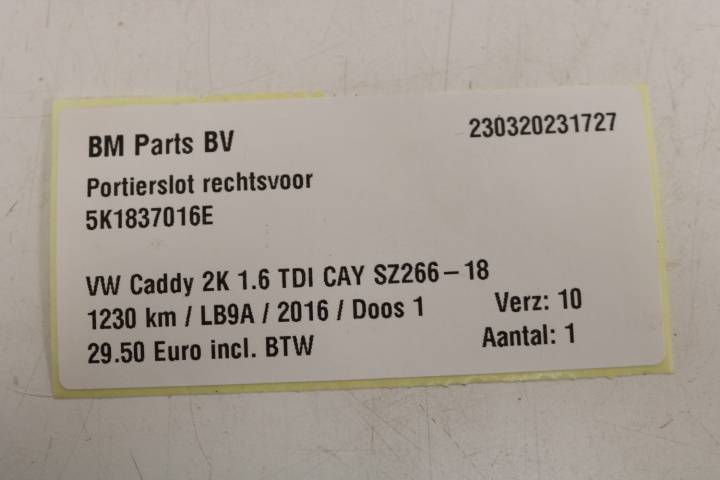 BM Parts BV 230320231727
Portierslot rechtsvoor
5K1837016E
VW Caddy 2K 1.6 TDI CAY SZ266-18
1230 km / LB9A / 2016 / Doos 1 Verz: 10
29.50 Euro incl. BTW Aantal: 1